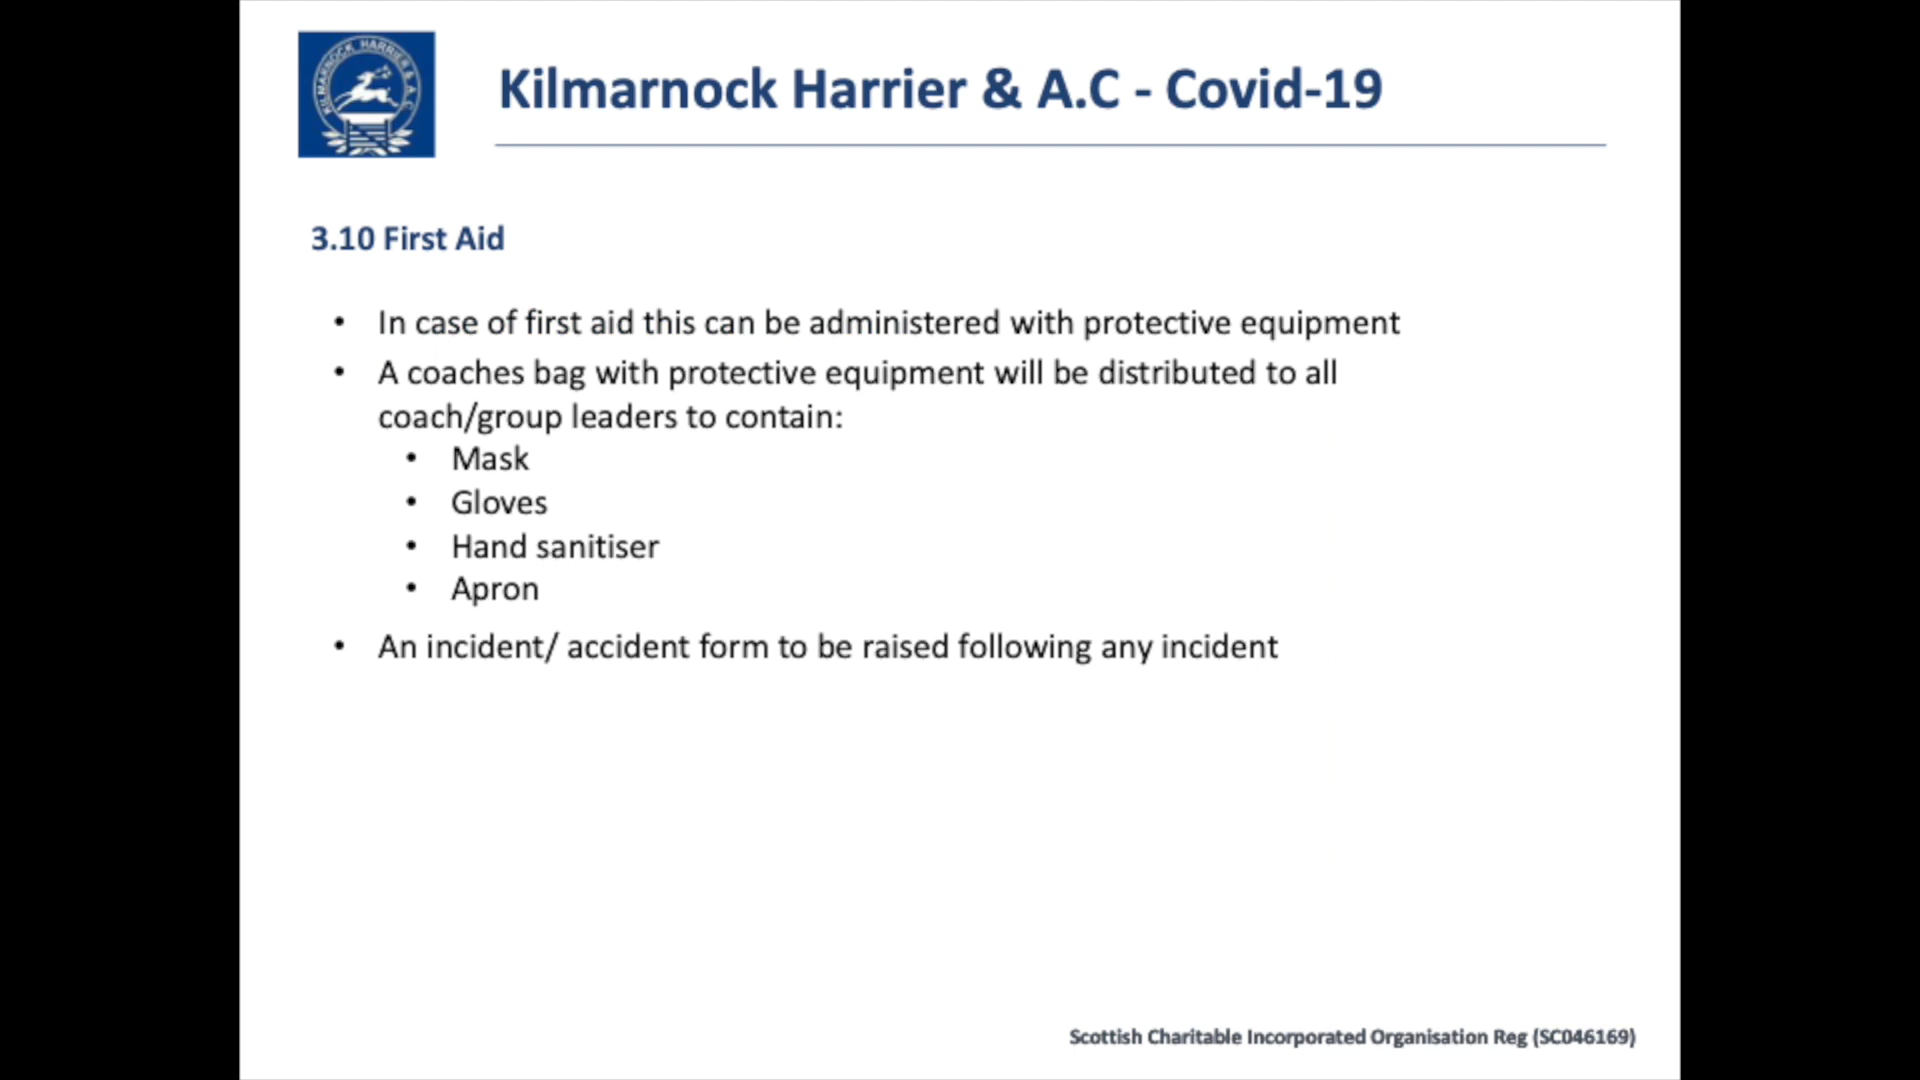 KILMARNOCK HARRIER & A.C
Kilmarnock Harrier & A.C - Covid-19
3.10 First Aid
• In case of first aid this can be administered with protective equipment
• A coaches bag with protective equipment will be distributed to all
coach/group leaders to contain:
• Mask
• Gloves
• Hand sanitiser
• Apron
• An incident/ accident form to be raised following any incident
Scottish Charitable Incorporated Organisation Reg (SC046169)